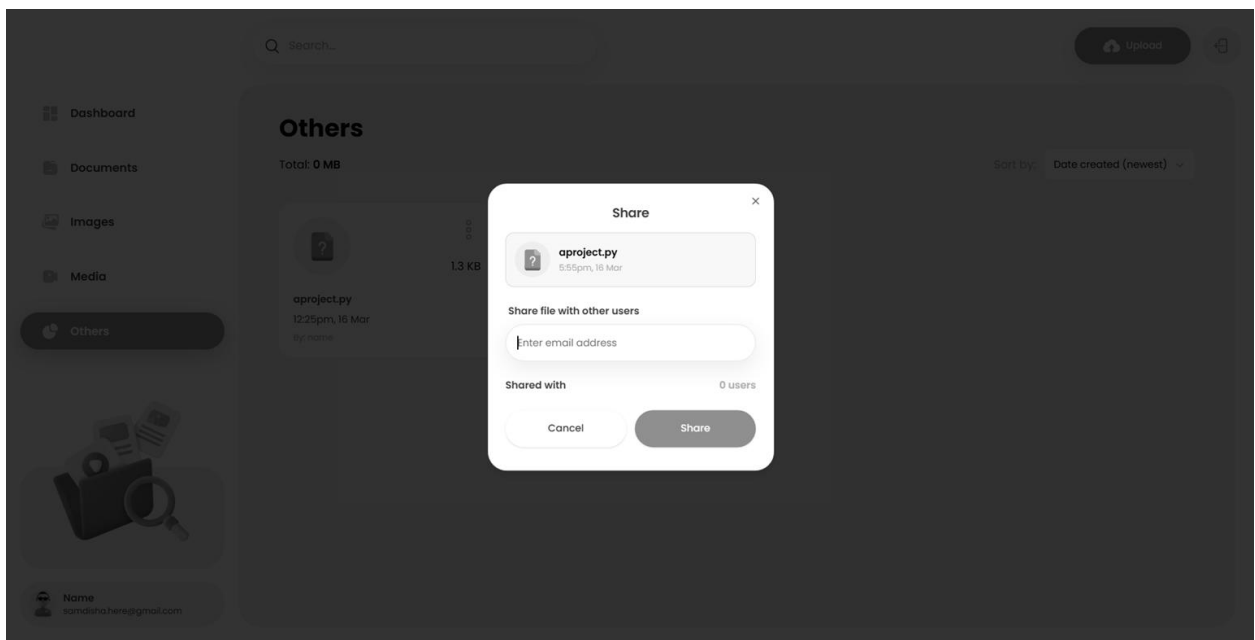 Search...
Upload
Dashboard
Documents
Images
Media
Others
Others
Total: 0 MB
Sort by:
Date created (newest)
1.3 KB
aproject.py
12:25pm, 16 Mar
By: name
Share
aproject.py
5:55pm, 16 Mar
Share file with other users
Enter email address
Shared with
0 users
Cancel
Share
Name
samdisha.here@gmail.com